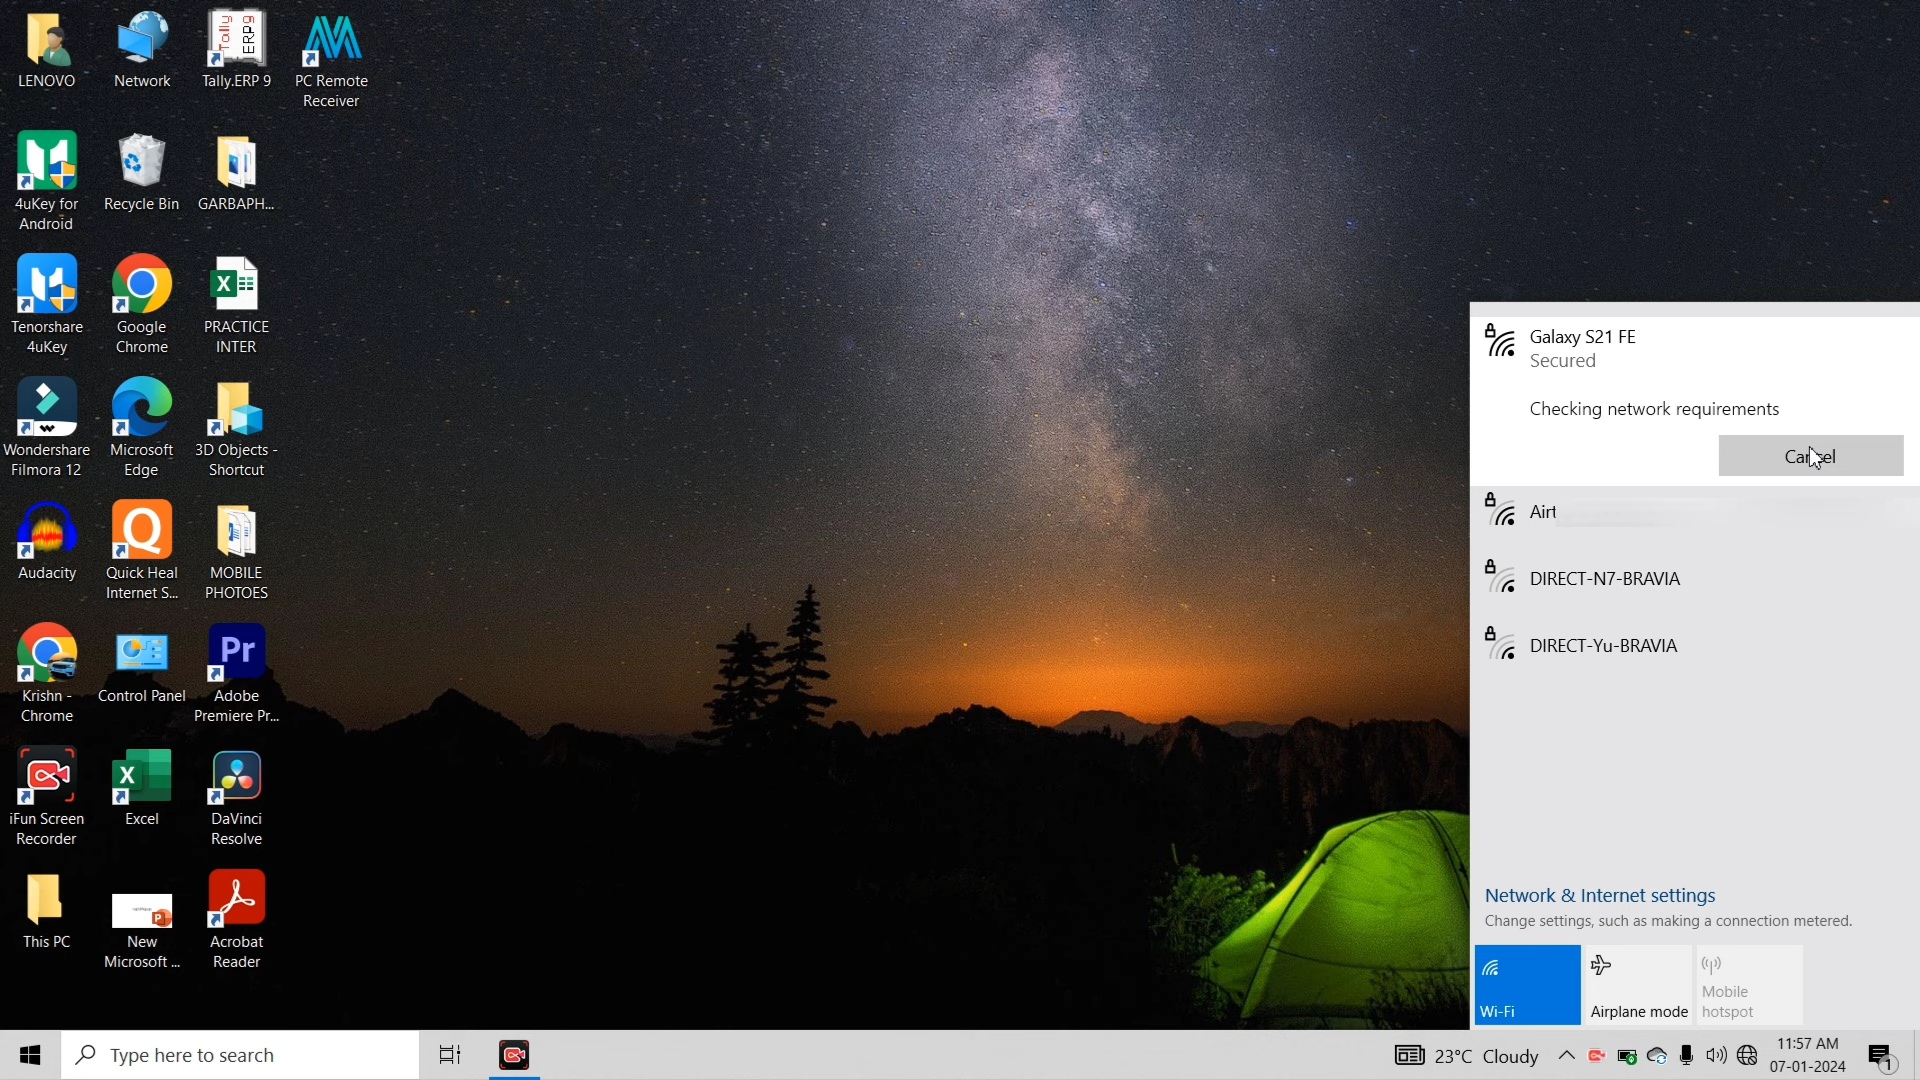 LENOVO
Network
Tally.ERP 9
PC Remote
Receiver
4uKey for
Android
Recycle Bin
GARBAPH...
Tenorshare
4uKey
Google
Chrome
PRACTICE
INTER
Wondershare
Filmora 12
Microsoft
Edge
3D Objects -
Shortcut
Audacity
Quick Heal
Internet S...
MOBILE
PHOTOES
Krishn -
Chrome
Control Panel
Pr
Adobe
Premiere Pr...
iFun Screen
Recorder
Excel
DaVinci
Resolve
This PC
New
Microsoft ...
Acrobat
Reader
Galaxy S21 FE
Secured
Checking network requirements
Cancel
Airt
DIRECT-N7-BRAVIA
DIRECT-Yu-BRAVIA
Network & Internet settings
Change settings, such as making a connection metered.
Wi-Fi
Airplane mode
Mobile
hotspot
Type here to search
23°C Cloudy
11:57 AM
07-01-2024
1